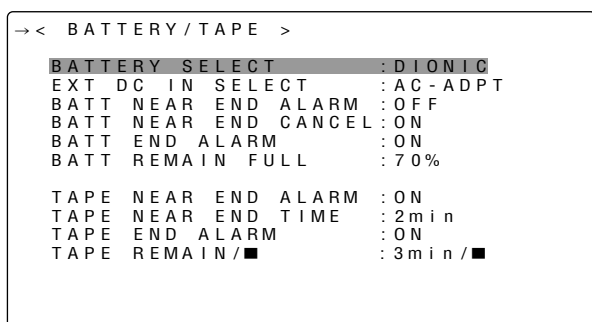 →< BATTERY/TAPE >
BATTERY SELECT :DIONIC
EXT DC IN SELECT :AC-ADPT
BATT NEAR END ALARM :OFF
BATT NEAR END CANCEL:ON
BATT END ALARM :ON
BATT REMAIN FULL :70%
TAPE NEAR END ALARM :ON
TAPE NEAR END TIME :2min
TAPE END ALARM :ON
TAPE REMAIN/■ :3min/■